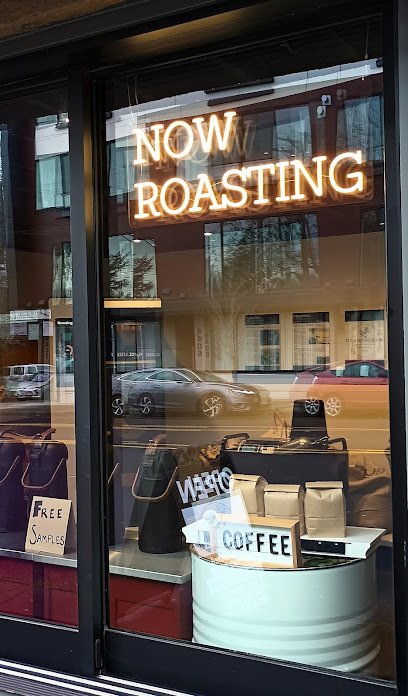 NOW
ROASTING
FREE
SAMPLES
OPEN
COFFEE